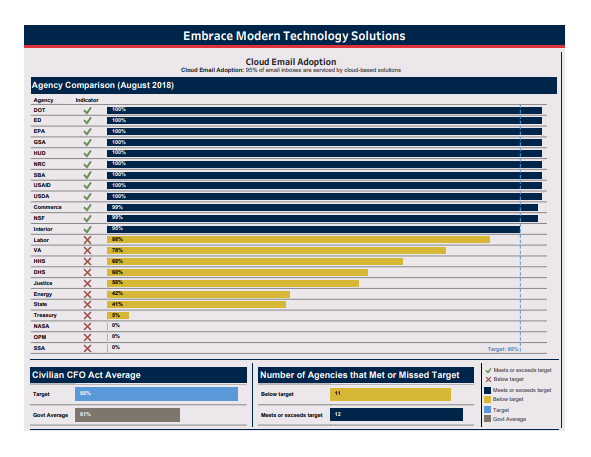 Embrace Modern Technology Solutions
Cloud Email Adoption
Cloud Email Adoption: 95% of email inboxes are serviced by cloud-based solutions
Agency Comparison (August 2018)
Agency Indicator
DOT 100%
ED 100%
EPA 100%
GSA 100%
HUD 100%
NRC 100%
SBA 100%
USAID 100%
USDA 100%
Commerce 99%
NSF 99%
Interior 95%
Labor 88%
VA 78%
HHS 68%
DHS 60%
Justice 58%
Energy 42%
State 41%
Treasury 5%
NASA 0%
OPM 0%
SSA 0%
Target: 95%
Civilian CFO Act Average
Target 95%
Govt Average 61%
Number of Agencies that Met or Missed Target
Below target 11
Meets or exceeds target 12
Meets or exceeds target
Below target
Meets or exceeds target
Below target
Target
Govt Average